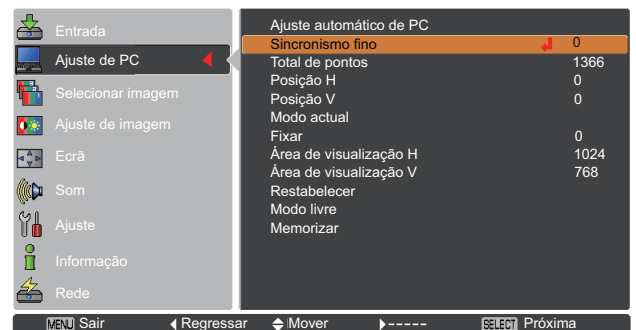 Entrada
Ajuste de PC
Selecionar imagem
Ajuste de imagem
Ecrã
Som
Ajuste
Informação
Rede
Ajuste automático de PC
Sincronismo fino 0
Total de pontos 1366
Posição H 0
Posição V 0
Modo actual
Fixar 0
Área de visualização H 1024
Área de visualização V 768
Restabelecer
Modo livre
Memorizar
MENU Sair Regressar Mover ----- SELECT Próxima